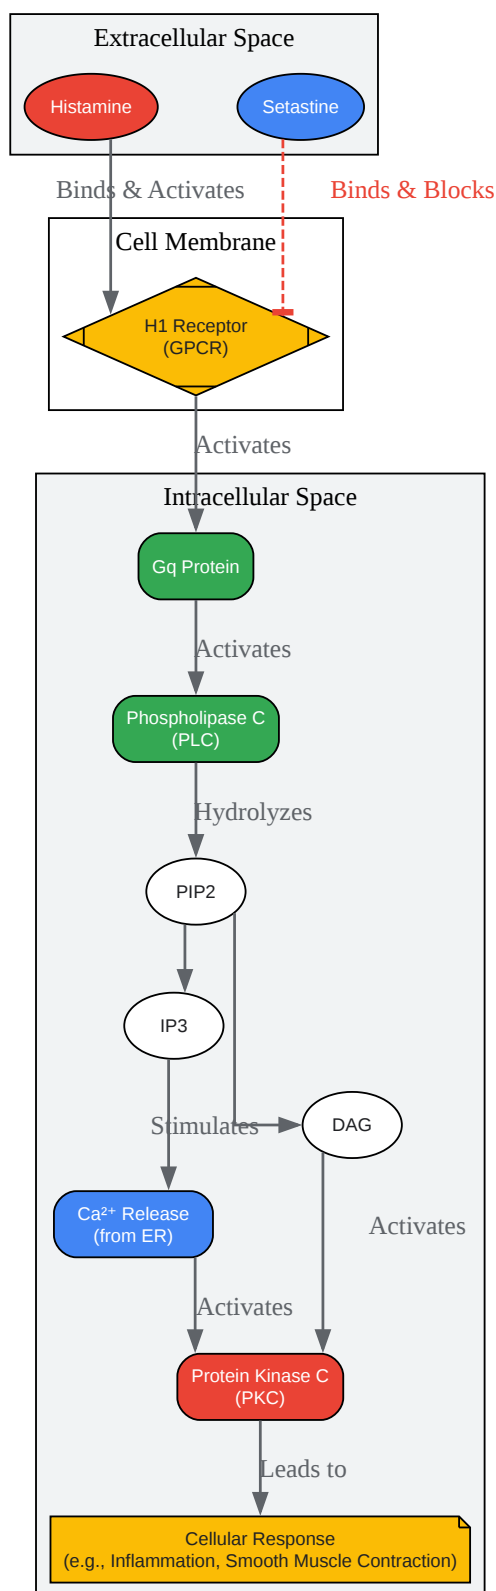 Extracellular Space
Histamine
Setastine
Binds & Activates
Binds & Blocks
Cell Membrane
H1 Receptor
(GPCR)
Activates
Intracellular Space
Gq Protein
Activates
Phospholipase C
(PLC)
Hydrolyzes
PIP2
IP3
Stimulates
DAG
Ca²⁺ Release
(from ER)
Activates
Activates
Protein Kinase C
(PKC)
Leads to
Cellular Response
(e.g., Inflammation, Smooth Muscle Contraction)